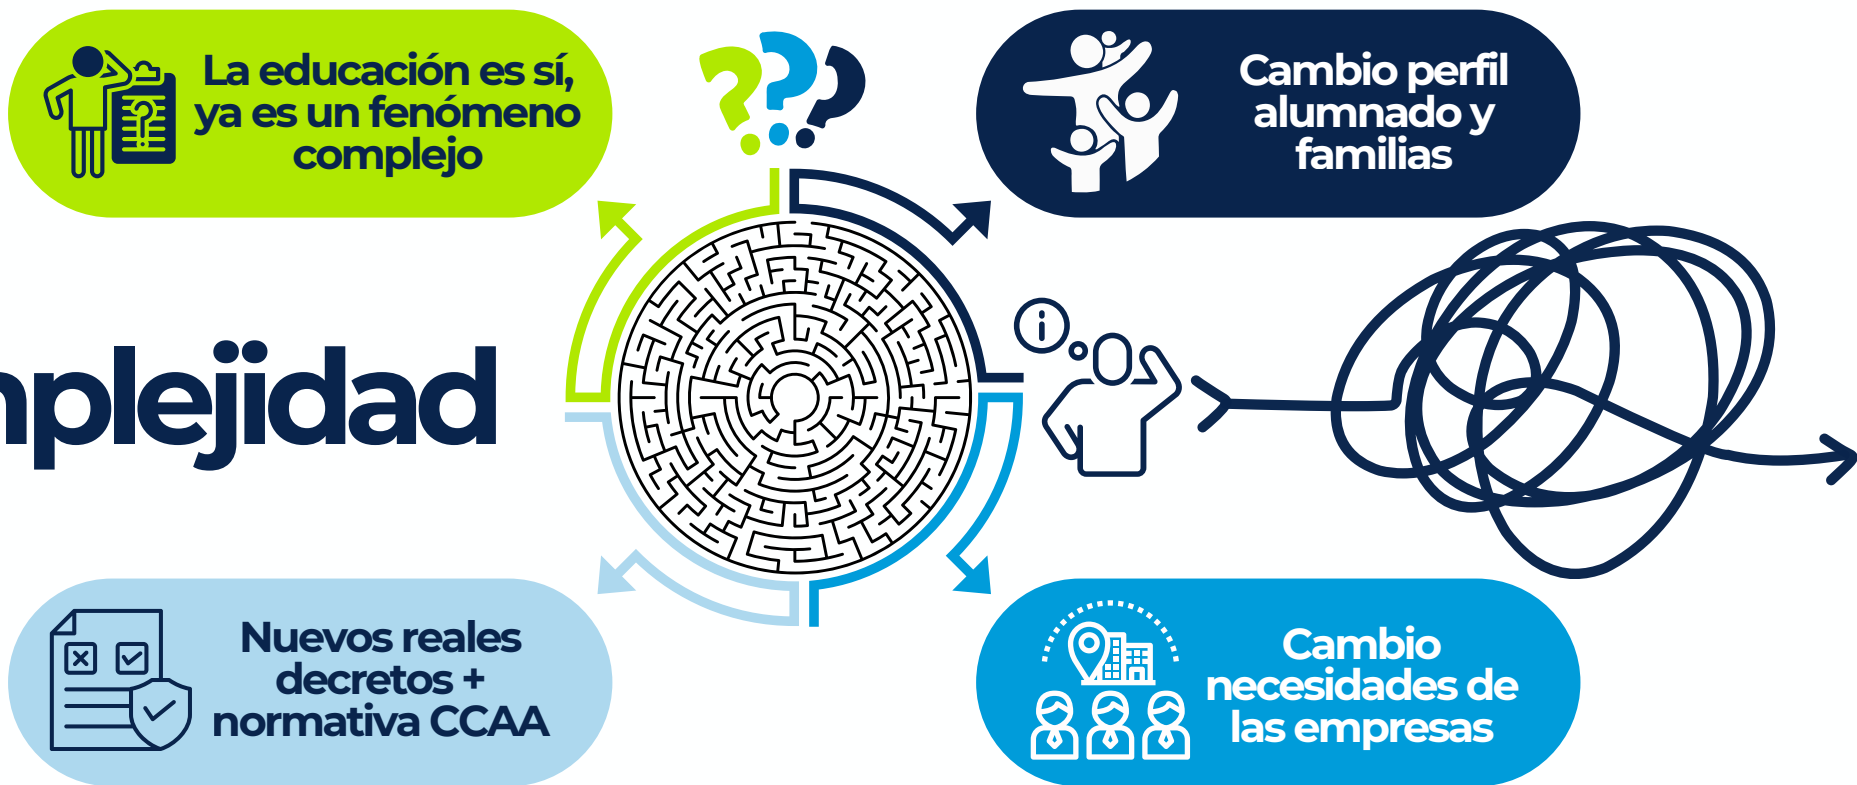 La educación es sí,
ya es un fenómeno
complejo
???
Cambio perfil
alumnado y
familias
i
mplejidad
Nuevos reales
decretos +
normativa CCAA
Cambio
necesidades de
las empresas